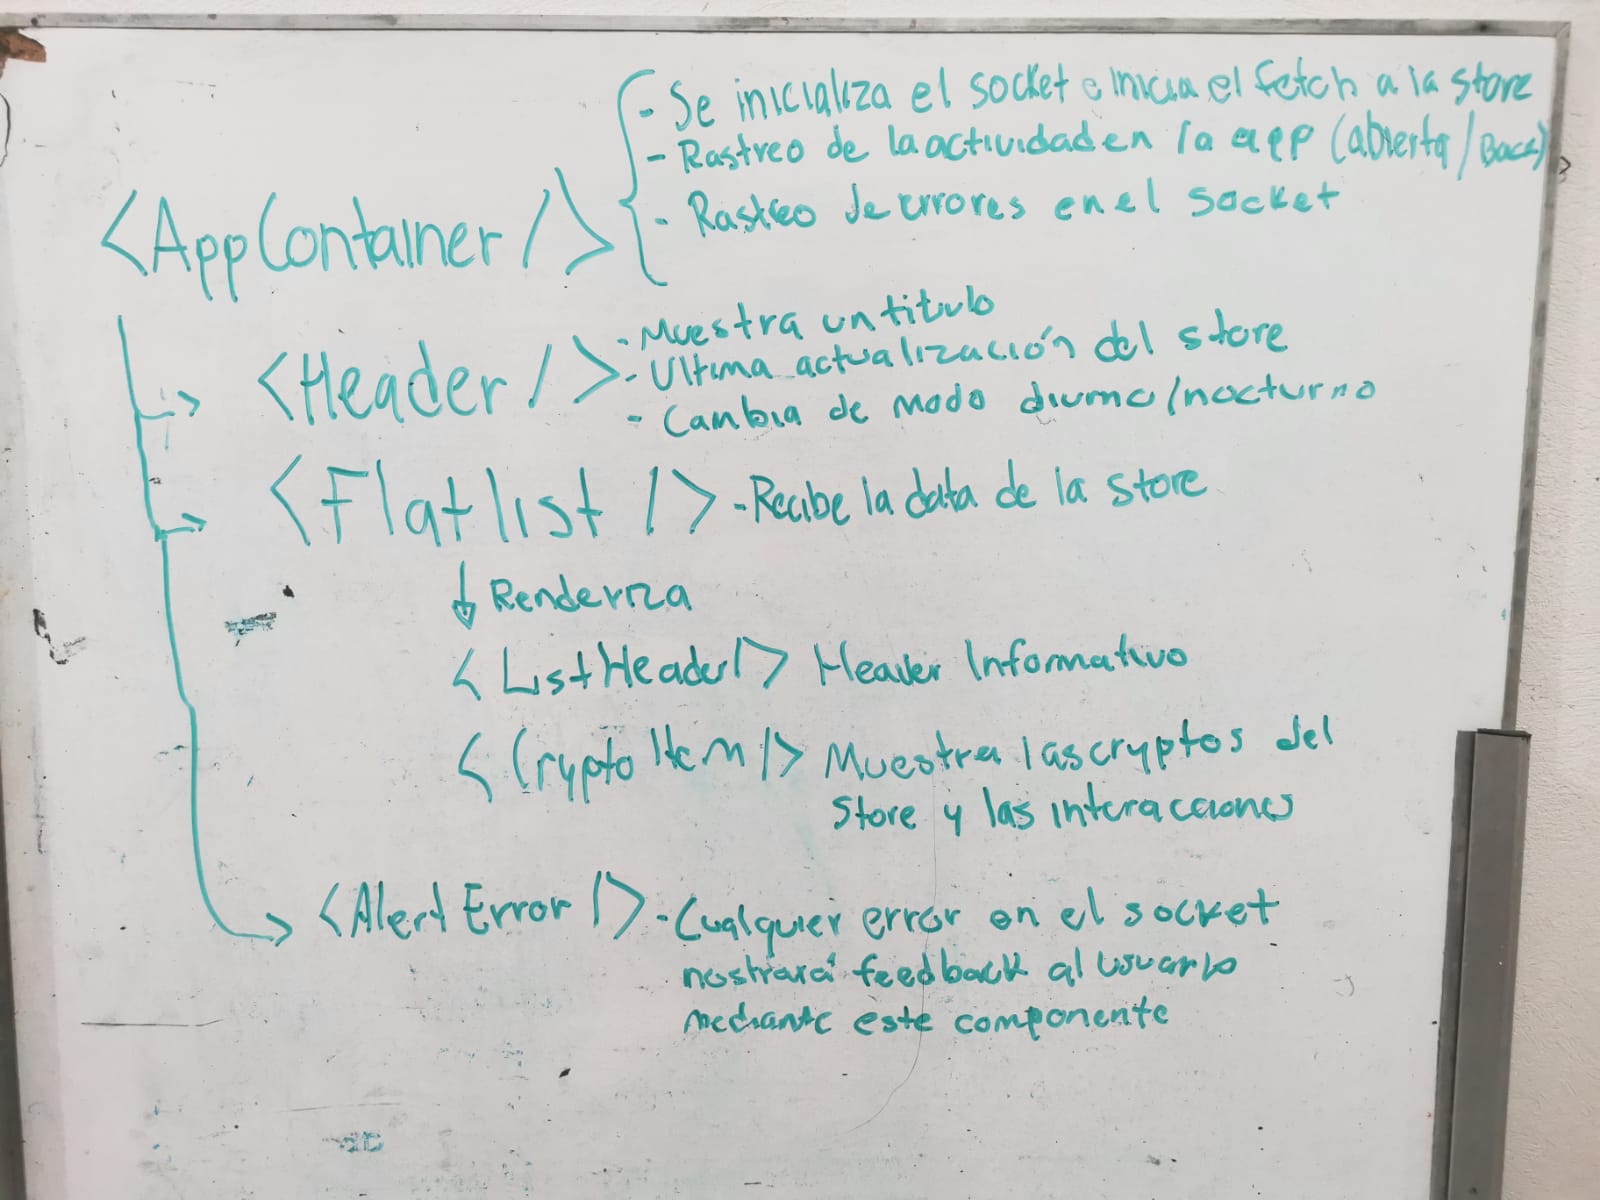 <AppContainer/>
- Se inicializa el socket e inicia el fetch a la store
- Rastreo de la actividad en la app (abierta/Back)
- Rastreo de errores en el socket
<Header/>
- Muestra un titulo
- Ultima actualización del store
- Cambia de modo diurno/nocturno
<Flatlist /> - Recibe la data de la store
↓ Renderiza
<ListHeader/> Header Informativo
<CryptoItem/> Muestra las cryptos del
Store y las interacciones
<AlertError/> - Cualquier error en el socket
mostrará feedback al usuario
mediante este componente